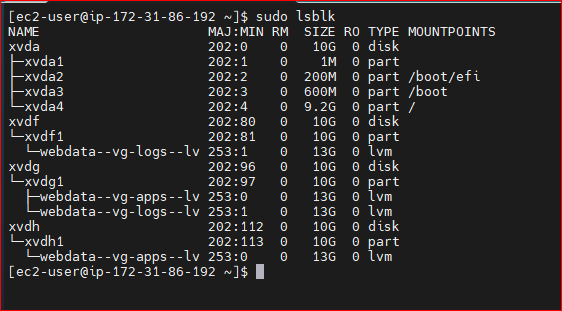 [ec2-user@ip-172-31-86-192 ~]$ sudo lsblk
NAME                      MAJ:MIN RM  SIZE RO TYPE MOUNTPOINTS
xvda                      202:0    0   10G  0 disk
├─xvda1                   202:1    0    1M  0 part
├─xvda2                   202:2    0  200M  0 part /boot/efi
├─xvda3                   202:3    0  600M  0 part /boot
└─xvda4                   202:4    0  9.2G  0 part /
xvdf                      202:80   0   10G  0 disk
└─xvdf1                   202:81   0   10G  0 part
  └─webdata--vg-logs--lv 253:1    0   13G  0 lvm
xvdg                      202:96   0   10G  0 disk
└─xvdg1                   202:97   0   10G  0 part
  ├─webdata--vg-apps--lv 253:0    0   13G  0 lvm
  └─webdata--vg-logs--lv 253:1    0   13G  0 lvm
xvdh                      202:112  0   10G  0 disk
└─xvdh1                   202:113  0   10G  0 part
  └─webdata--vg-apps--lv 253:0    0   13G  0 lvm
[ec2-user@ip-172-31-86-192 ~]$